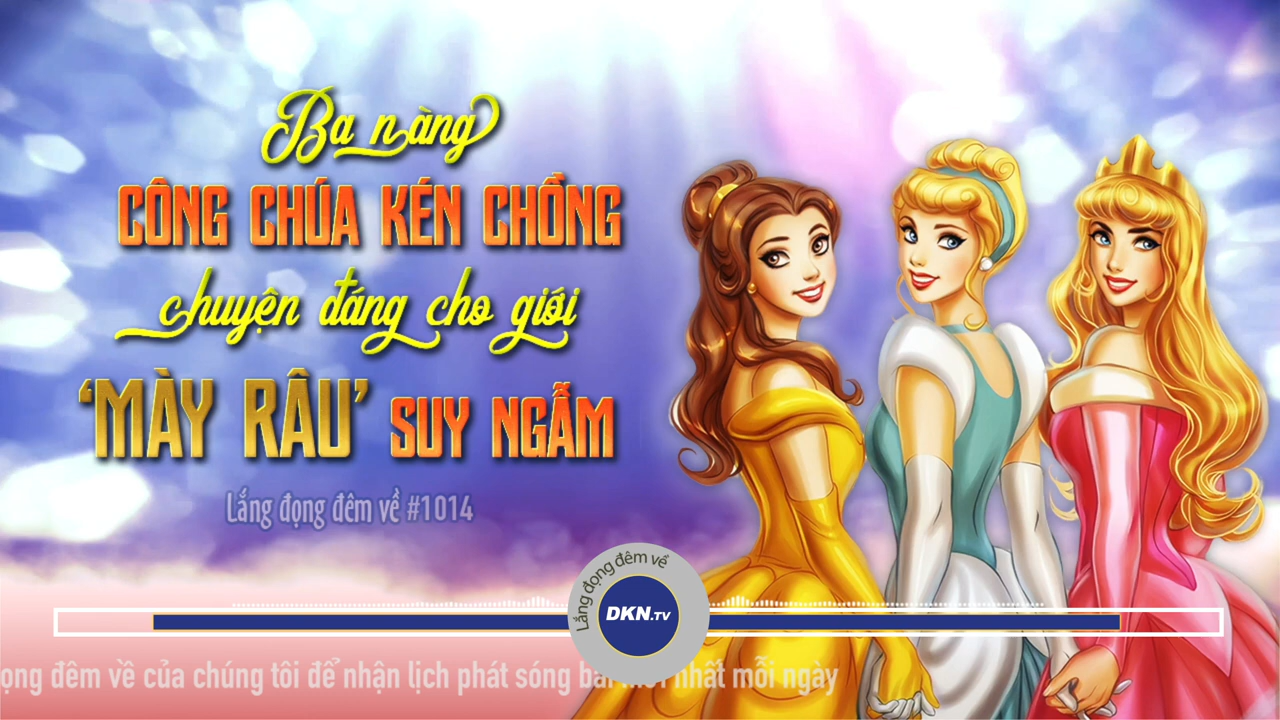 Ba nàng
CÔNG CHÚA KÉN CHỒNG
chuyện đáng cho giới
'MÀY RÂU' SUY NGẪM
Lắng đọng đêm về #1014
Lắng đọng đêm về
DKN.TV
ọng đêm về của chúng tôi để nhận lịch phát sóng bài mới nhất mỗi ngày